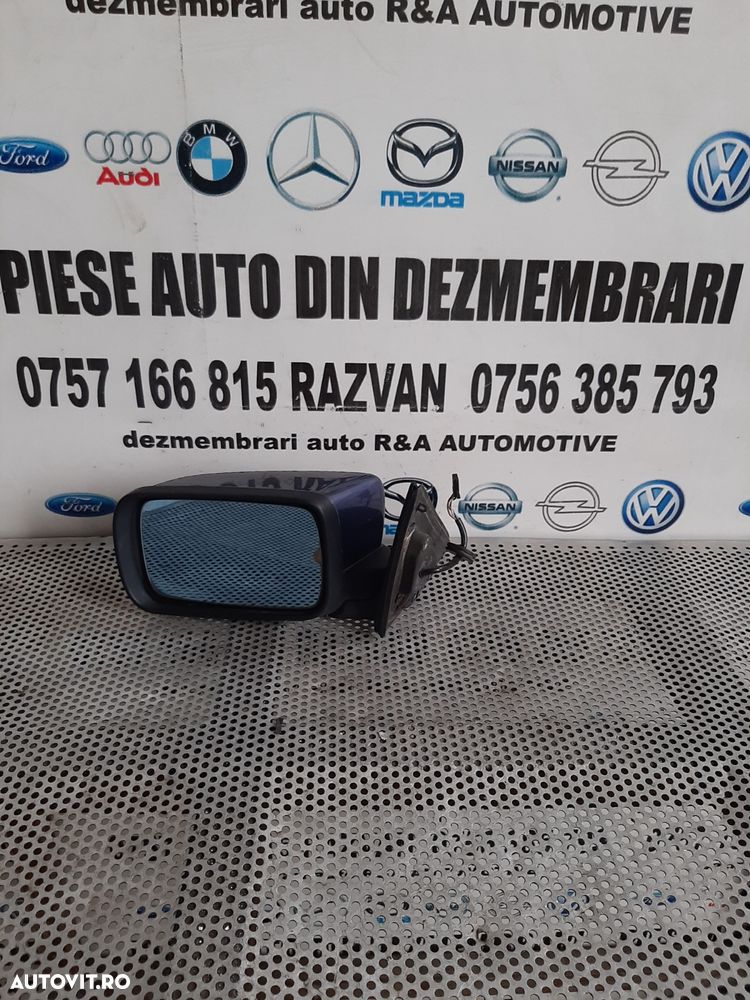 dezmembrari auto R&A AUTOMOTIVE
Ford
Audi
BMW
mazda
NISSAN
PIESE AUTO DIN DEZMEMBRARI
0757 166 815 RAZVAN 0756 385 793
dezmembrari auto R&A AUTOMOTIVE
Ford
NISSAN
AUTOVIT.RO